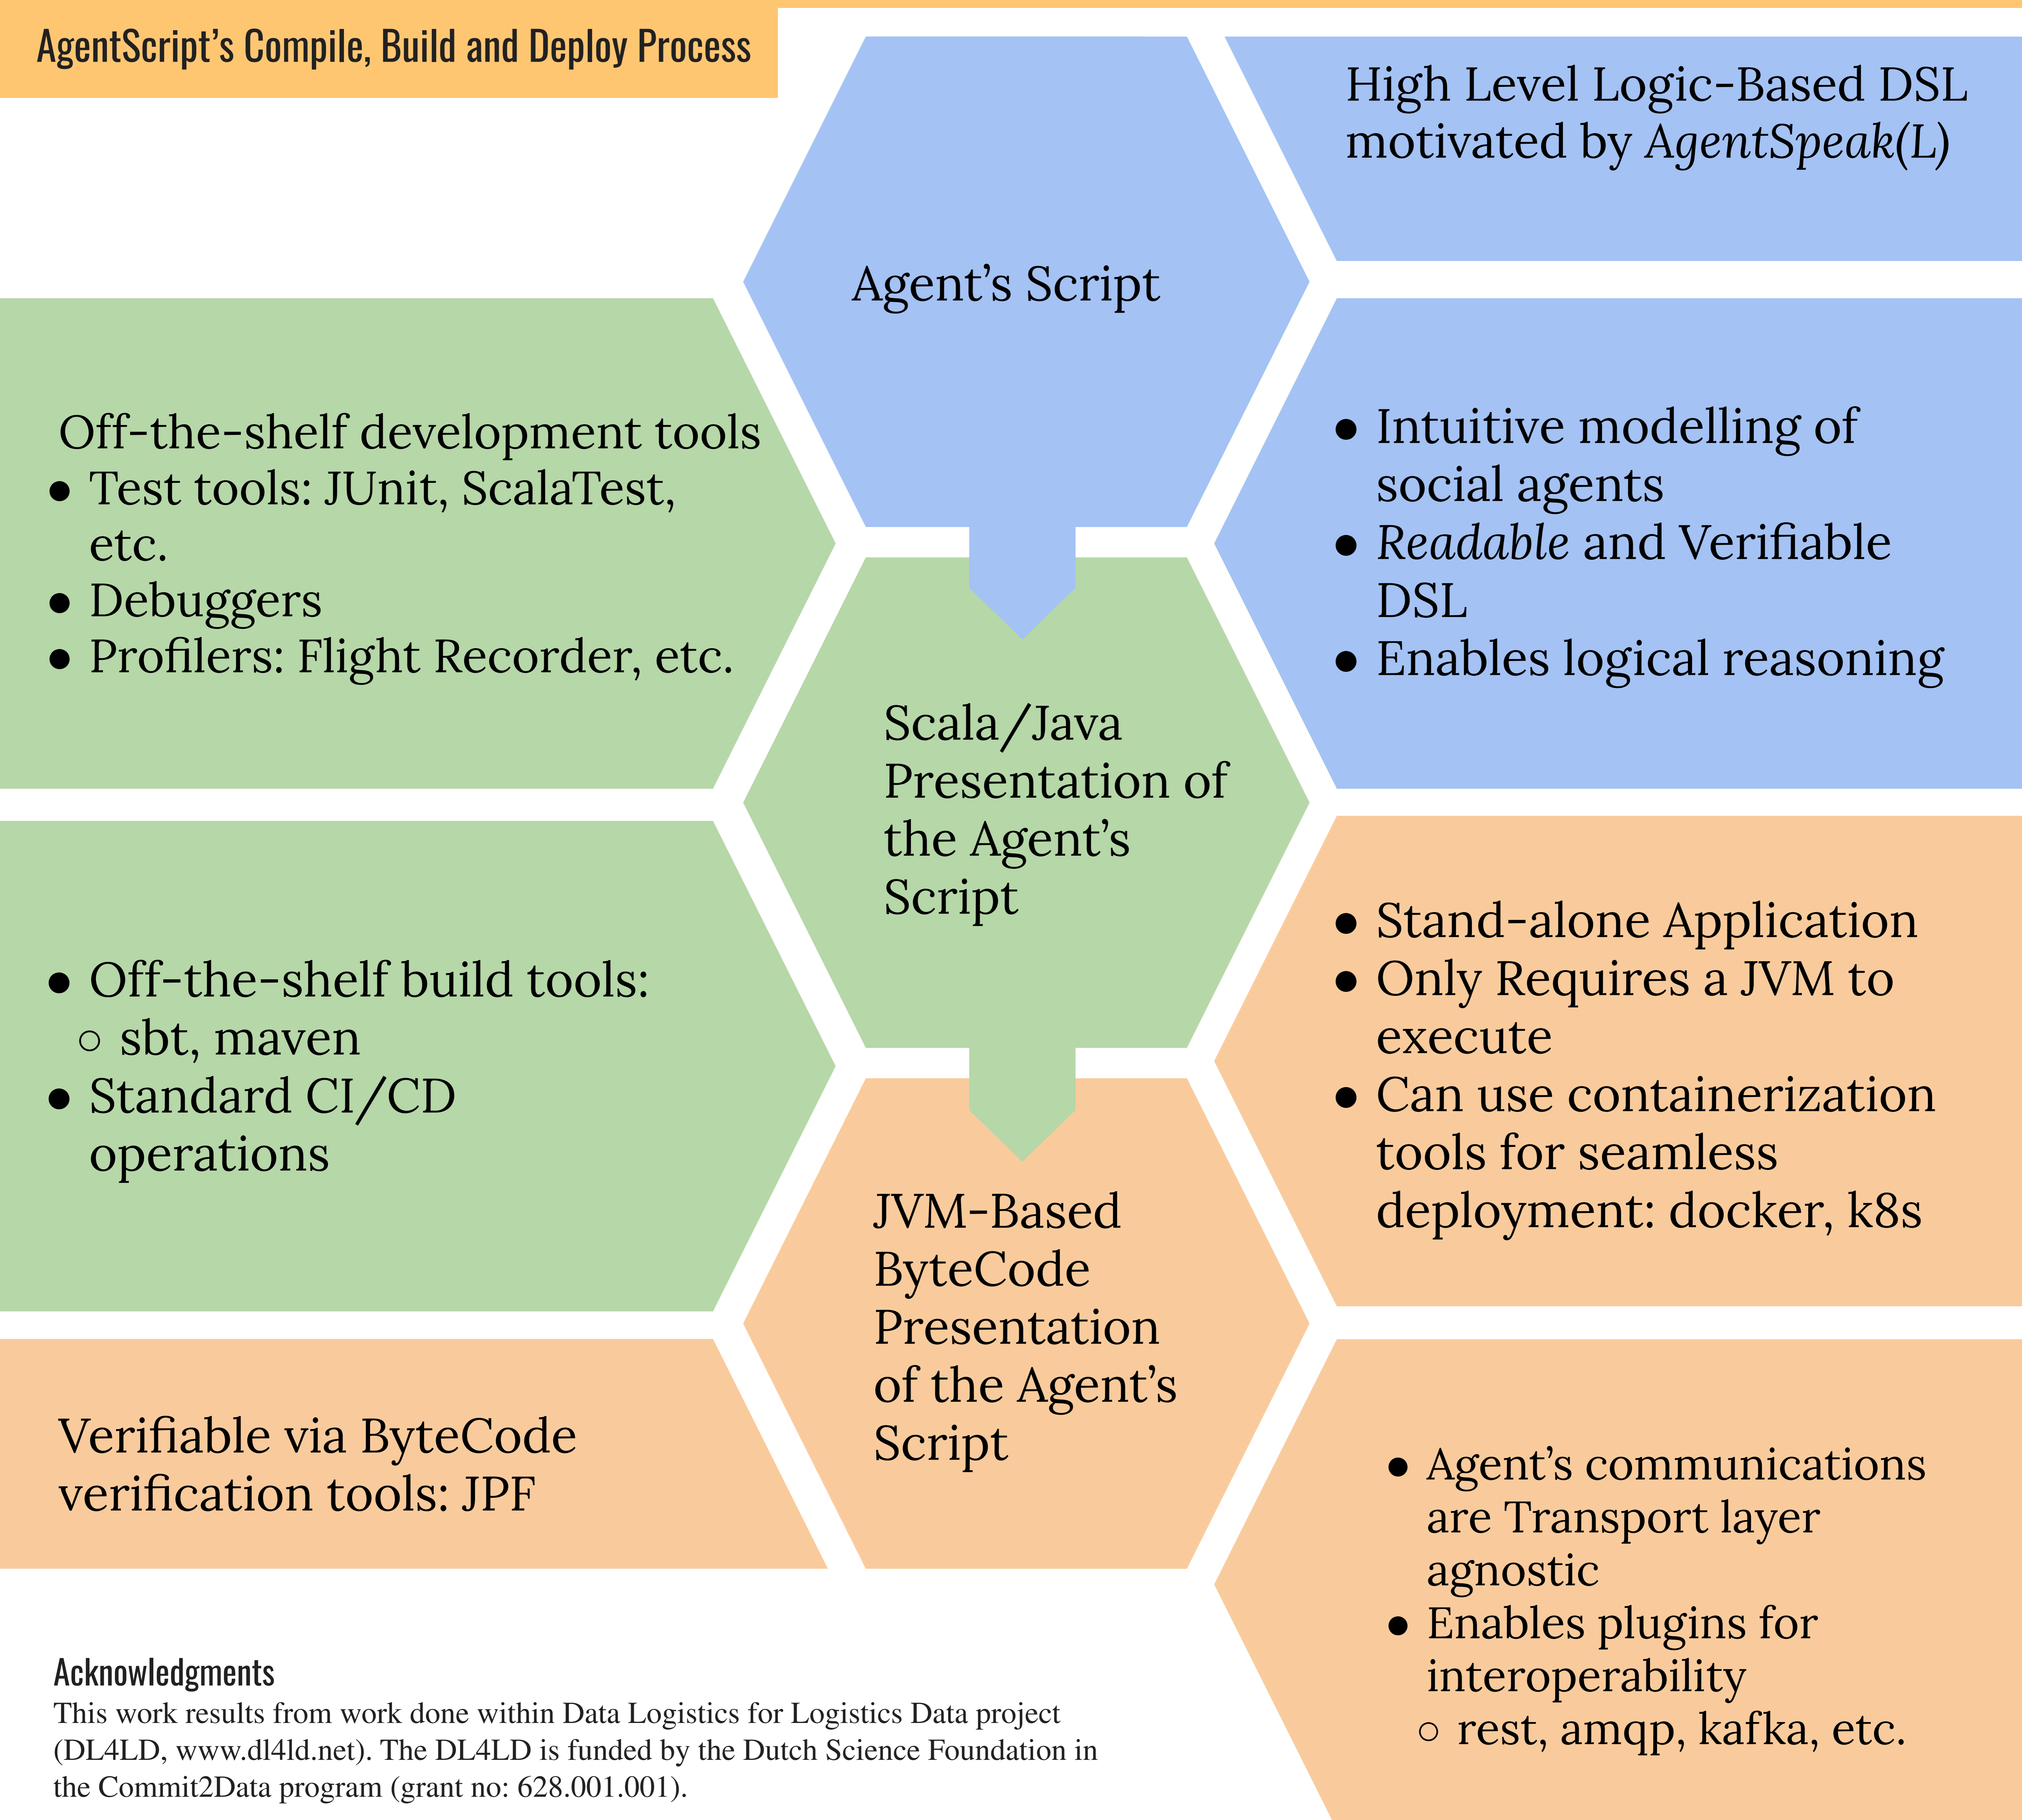 AgentScript’s Compile, Build and Deploy Process
Agent’s Script
High Level Logic-Based DSL
motivated by AgentSpeak(L)
Off-the-shelf development tools
● Test tools: JUnit, ScalaTest,
etc.
● Debuggers
● Profilers: Flight Recorder, etc.
● Intuitive modelling of
social agents
● Readable and Verifiable
DSL
● Enables logical reasoning
Scala/Java
Presentation of
the Agent’s
Script
● Off-the-shelf build tools:
○ sbt, maven
● Standard CI/CD
operations
● Stand-alone Application
● Only Requires a JVM to
execute
● Can use containerization
tools for seamless
deployment: docker, k8s
JVM-Based
ByteCode
Presentation
of the Agent’s
Script
Verifiable via ByteCode
verification tools: JPF
● Agent’s communications
are Transport layer
agnostic
● Enables plugins for
interoperability
○ rest, amqp, kafka, etc.
Acknowledgments
This work results from work done within Data Logistics for Logistics Data project
(DL4LD, www.dl4ld.net). The DL4LD is funded by the Dutch Science Foundation in
the Commit2Data program (grant no: 628.001.001).